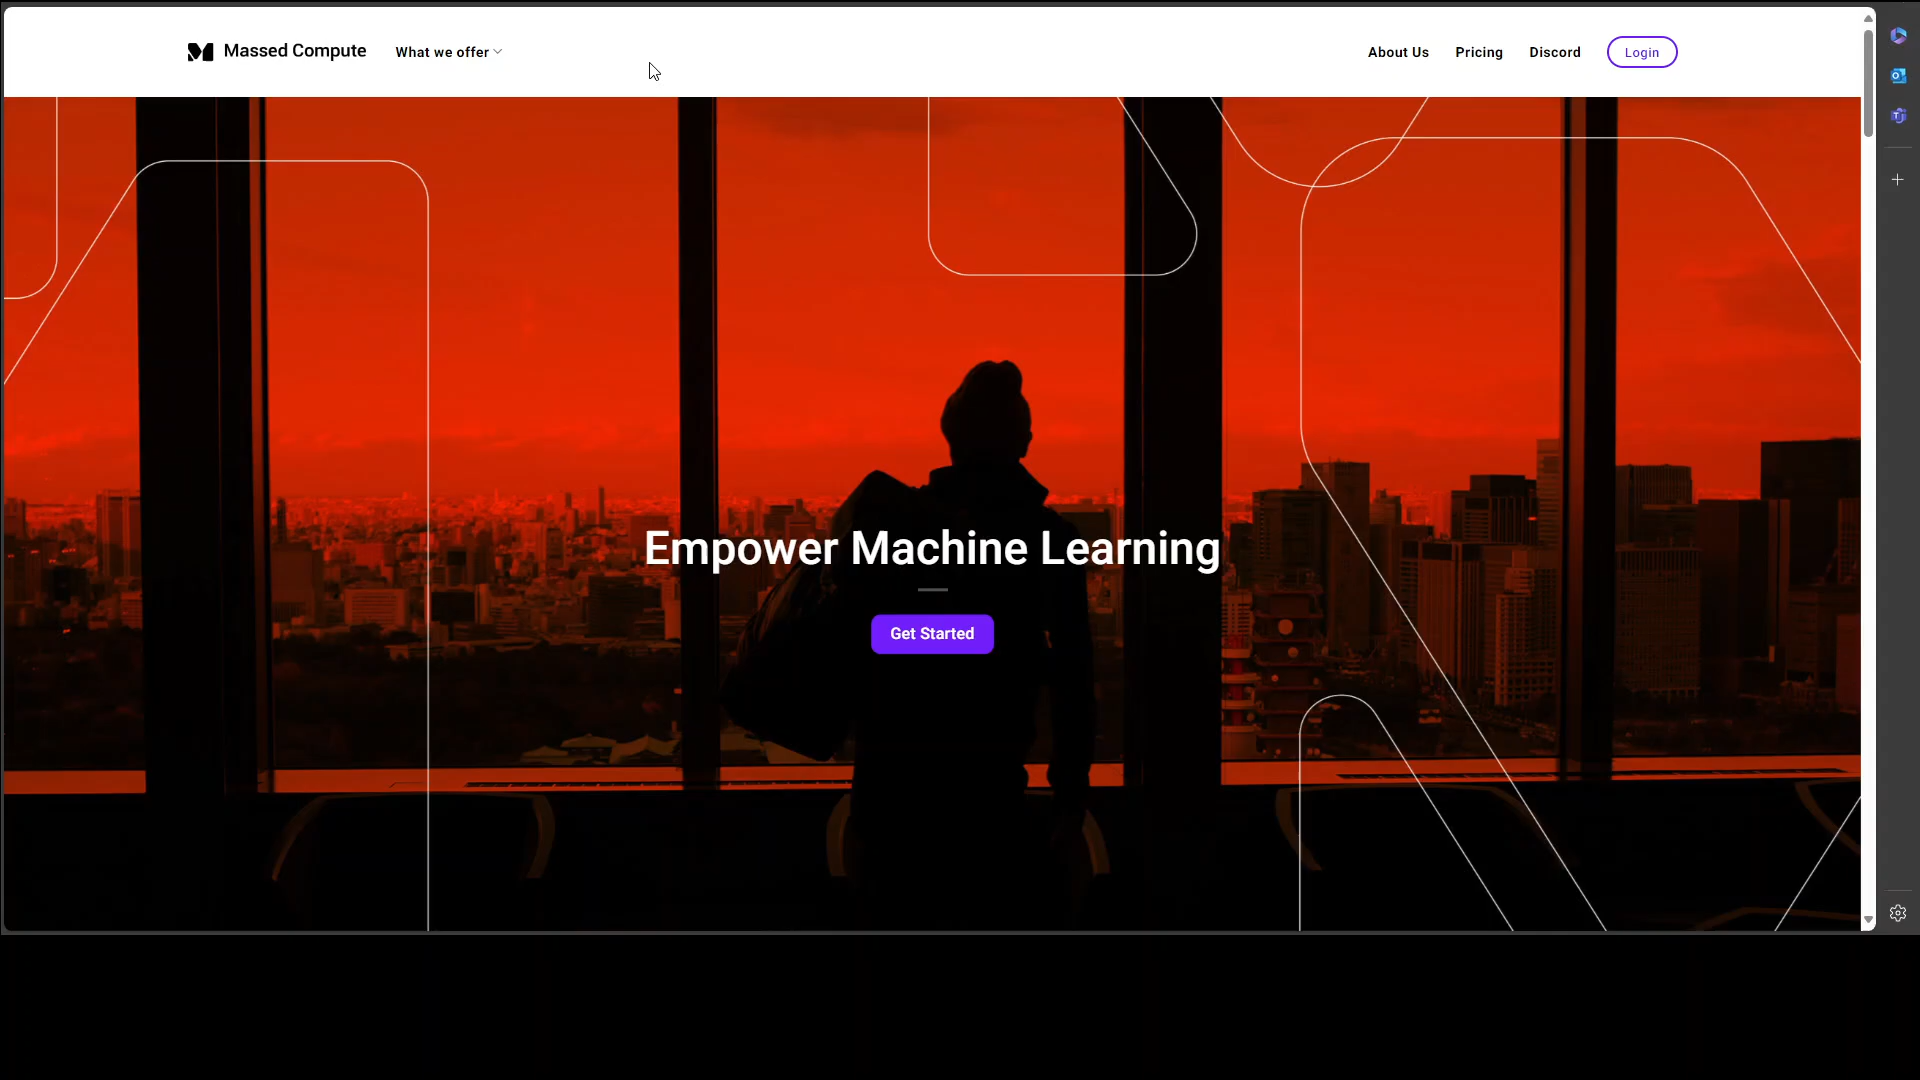 Massed Compute
What we offer
About Us
Pricing
Discord
Login
Empower Machine Learning
Get Started